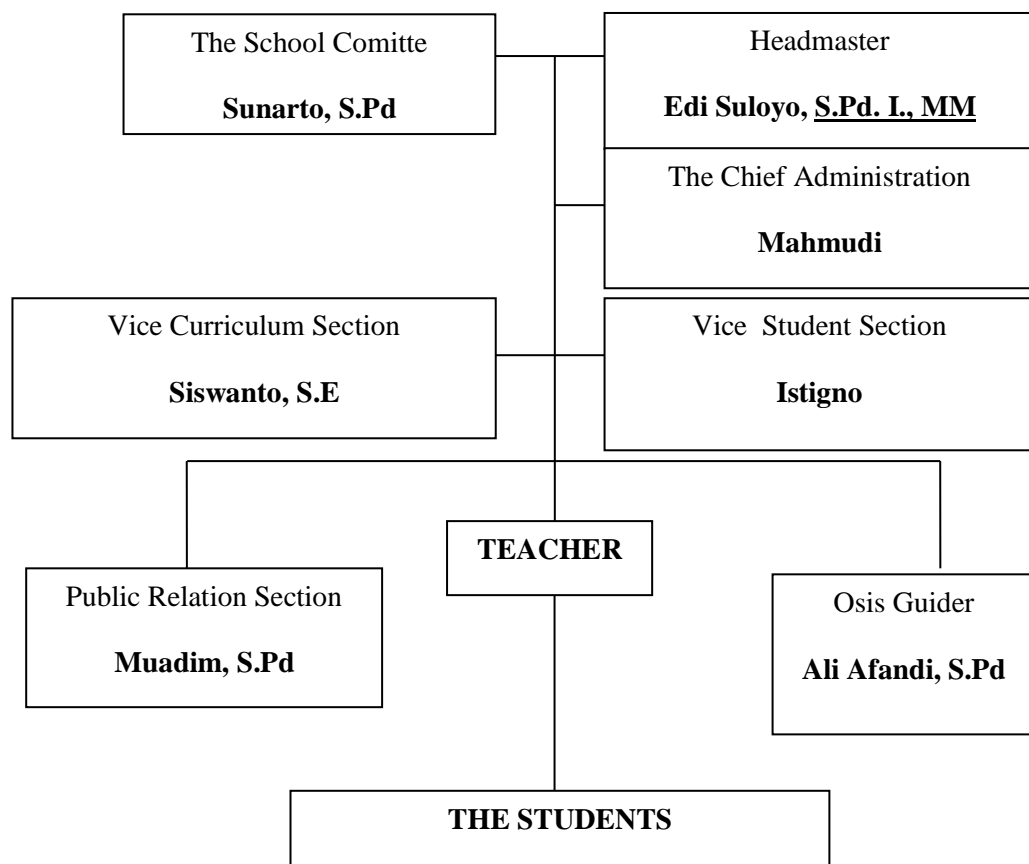 The School Comitte
Sunarto, S.Pd
Headmaster
Edi Suloyo, S.Pd. I., MM
The Chief Administration
Mahmudi
Vice Curriculum Section
Siswanto, S.E
Vice Student Section
Istigno
TEACHER
Public Relation Section
Muadim, S.Pd
Osis Guider
Ali Afandi, S.Pd
THE STUDENTS